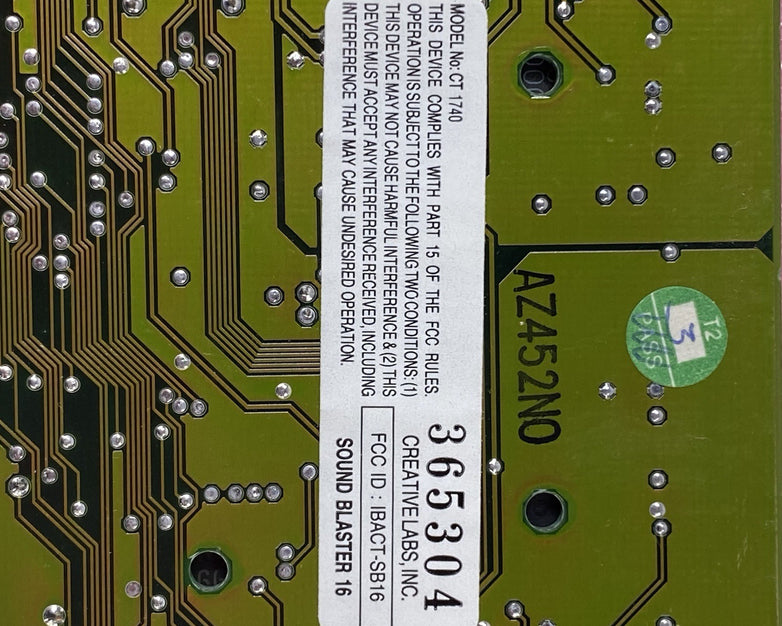 MODEL No: CT 1740
THIS DEVICE COMPLIES WITH PART 15 OF THE FCC RULES.
OPERATION IS SUBJECT TO THE FOLLOWING TWO CONDITIONS: (1)
THIS DEVICE MAY NOT CAUSE HARMFUL INTERFERENCE & (2) THIS
DEVICE MUST ACCEPT ANY INTERFERENCE RECEIVED, INCLUDING
INTERFERENCE THAT MAY CAUSE UNDESIRED OPERATION.
365304
CREATIVE LABS, INC.
FCC ID : IBACT-SB16
SOUND BLASTER 16
AZ452NO
T2
3
PASS